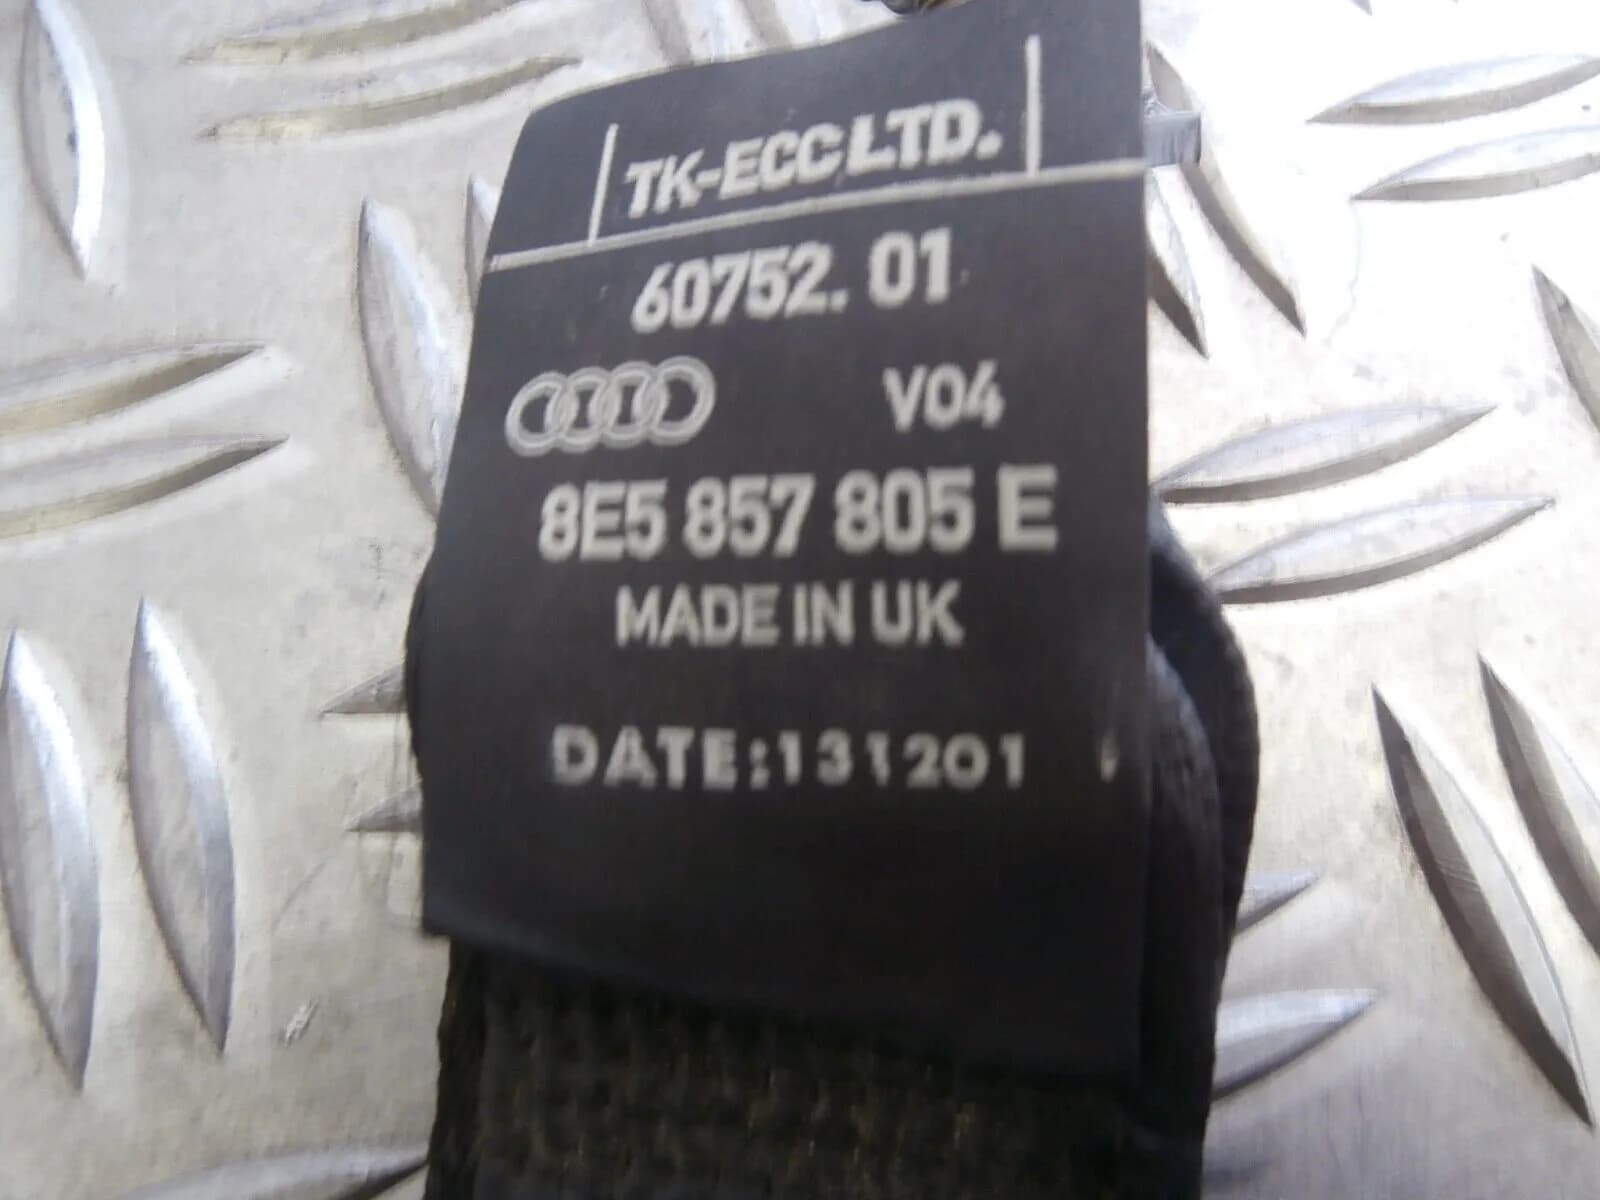 TK-ECC LTD.
60752.01
V04
8E5 857 805 E
MADE IN UK
DATE:131201